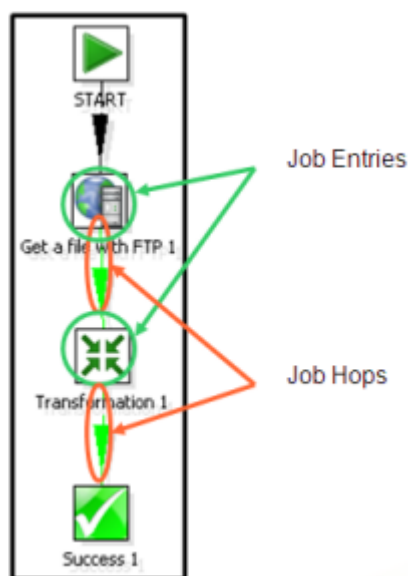 START
Job Entries
Get a file with FTP 1
Job Hops
Transformation 1
Success 1